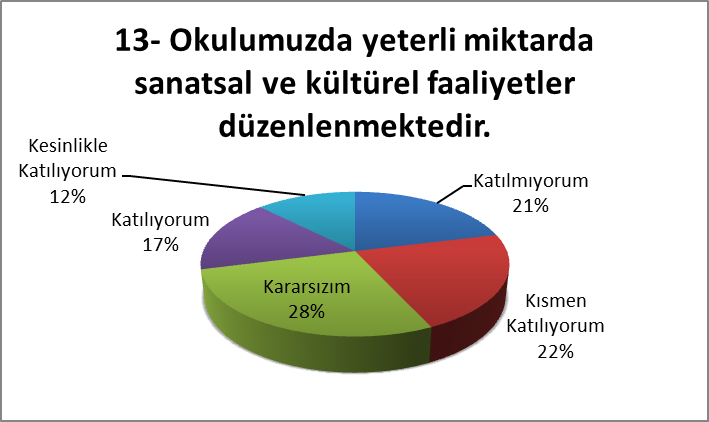 13- Okulumuzda yeterli miktarda
sanatsal ve kültürel faaliyetler
düzenlenmektedir.
Kesinlikle
Katılıyorum
12%
Katılmıyorum
21%
Katılıyorum
17%
Kararsızım
28%
Kısmen
Katılıyorum
22%